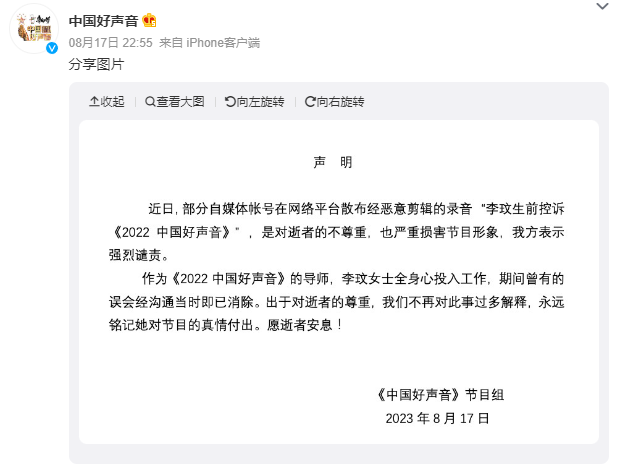 中国好声音
08月17日 22:55 来自 iPhone客户端
分享图片
收起 查看大图 向左旋转 向右旋转
声 明
近日,部分自媒体帐号在网络平台散布经恶意剪辑的录音 "李玟生前控诉
《2022 中国好声音》",是对逝者的不尊重,也严重损害节目形象,我方表示
强烈谴责。
作为《2022 中国好声音》的导师,李玟女士全身心投入工作,期间曾有的
误会经沟通当时即已消除。出于对逝者的尊重,我们不再对此事过多解释,永远
铭记她对节目的真情付出。愿逝者安息!
《中国好声音》节目组
2023 年 8 月 17 日